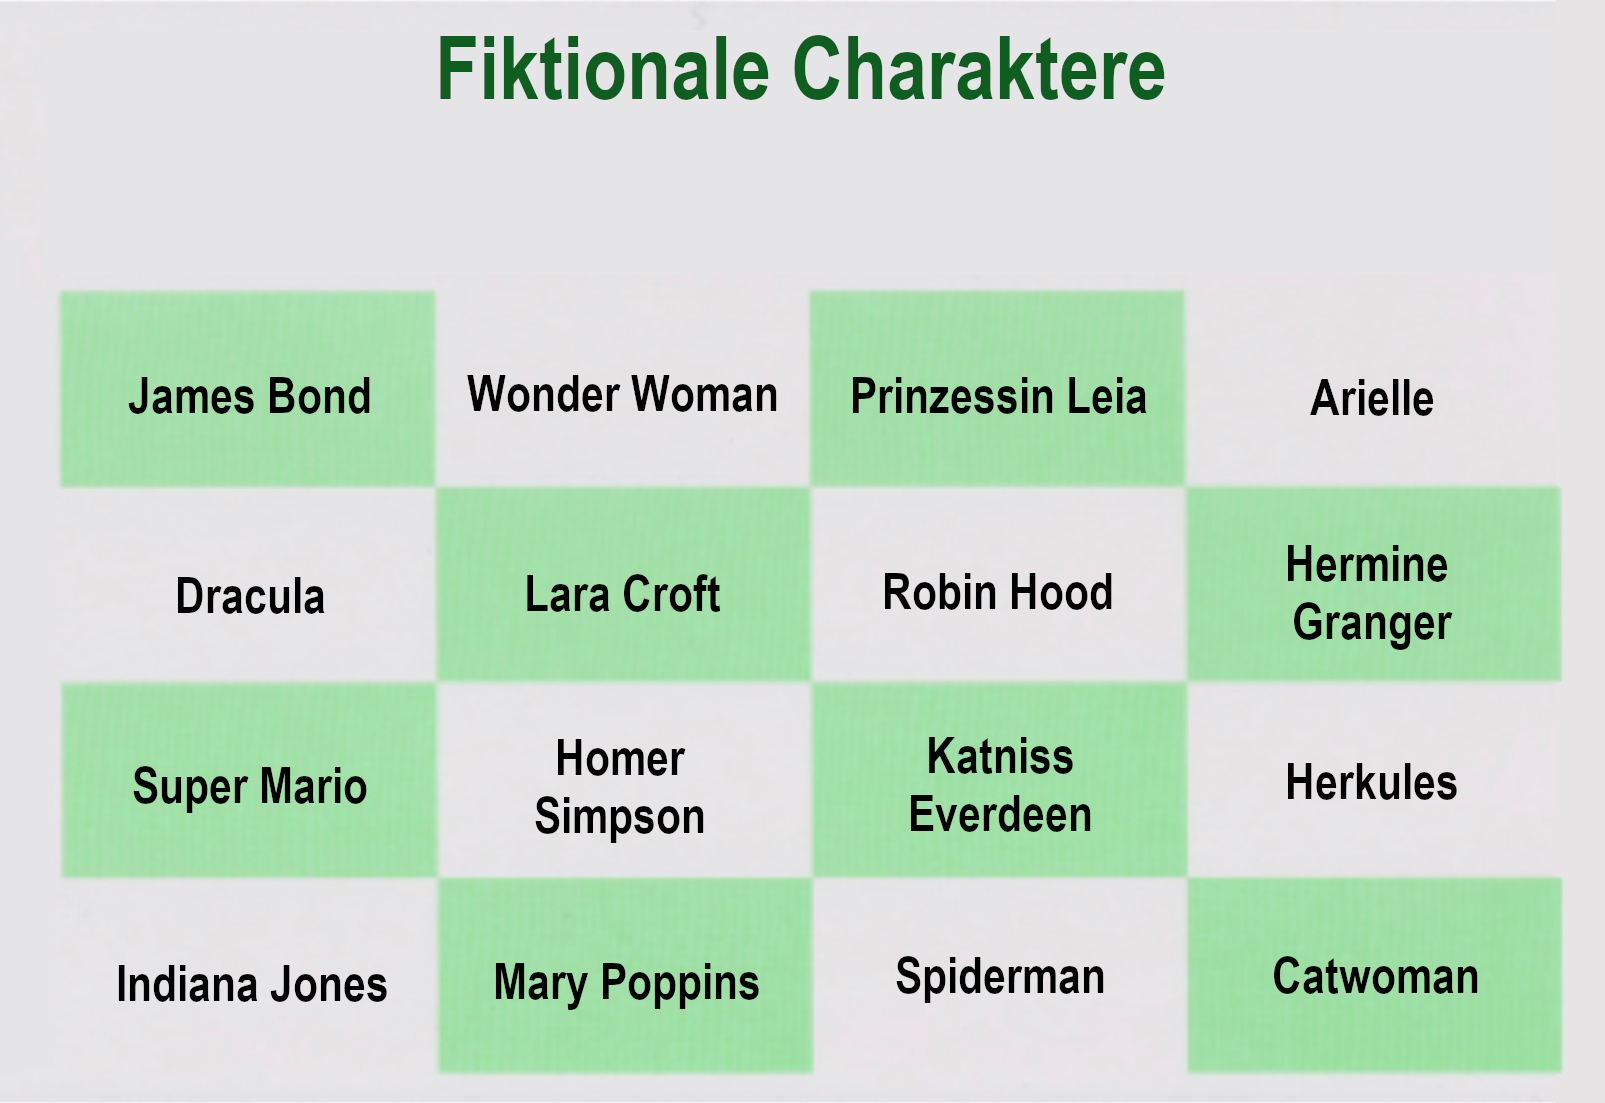 Fiktionale Charaktere
James Bond
Wonder Woman
Prinzessin Leia
Arielle
Dracula
Lara Croft
Robin Hood
Hermine
Granger
Super Mario
Homer
Simpson
Katniss
Everdeen
Herkules
Indiana Jones
Mary Poppins
Spiderman
Catwoman